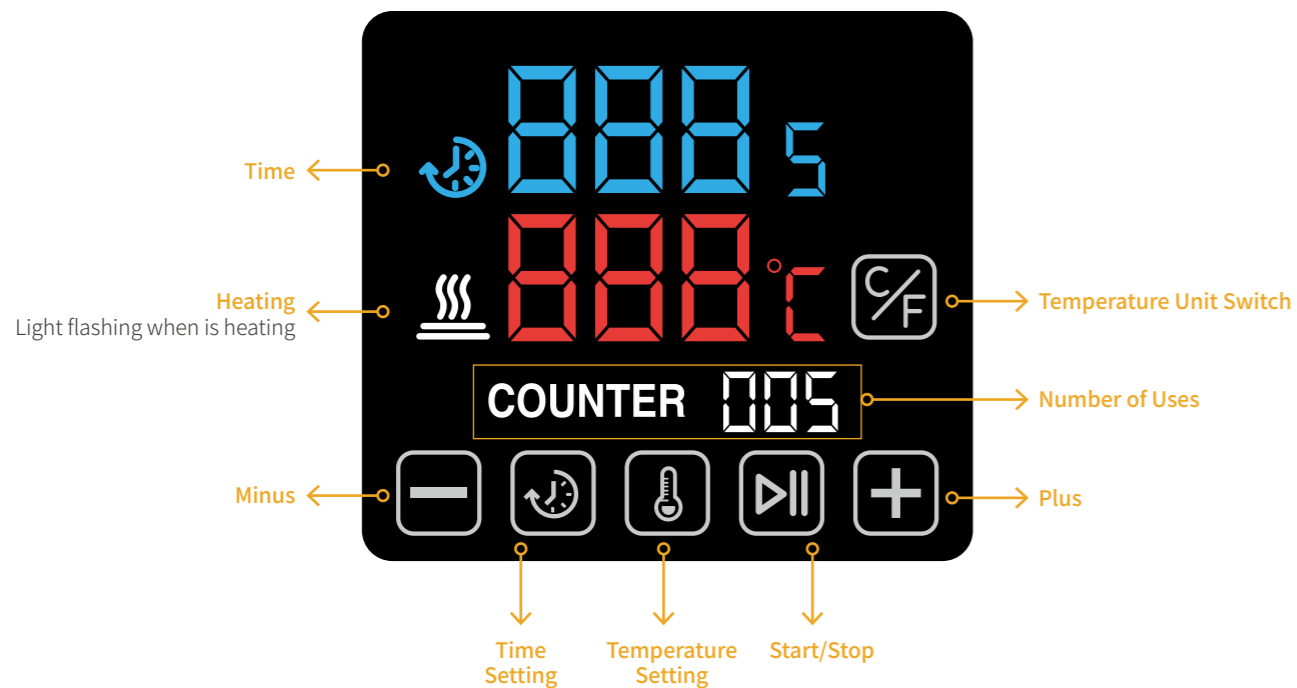 888 S
Time
888 °C
Heating
Light flashing when is heating
C/F
Temperature Unit Switch
COUNTER 005
Number of Uses
Minus
Plus
Time
Setting
Temperature
Setting
Start/Stop